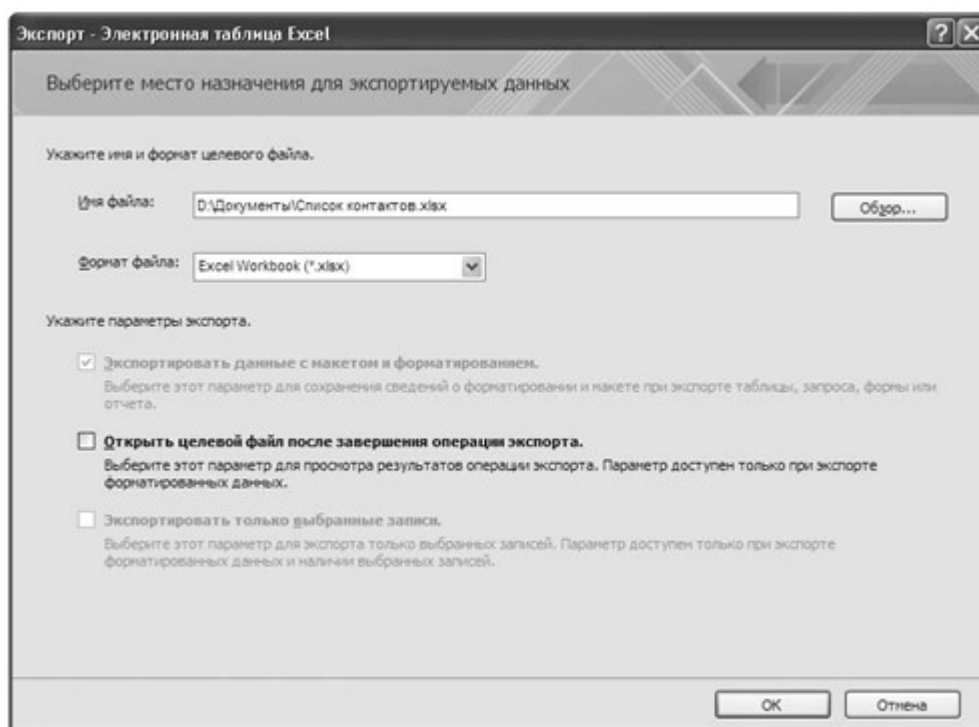 Экспорт - Электронная таблица Excel
Выберите место назначения для экспортируемых данных
Укажите имя и формат целевого файла.
Имя файла:
D:\Документы\Список контактов.xlsx
Обзор...
Формат файла:
Excel Workbook (*.xlsx)
Укажите параметры экспорта.
Экспортировать данные с макетом и форматированием.
Выберите этот параметр для сохранения сведений о форматировании и макете при экспорте таблицы, запроса, формы или
отчета.
Открыть целевой файл после завершения операции экспорта.
Выберите этот параметр для просмотра результатов операции экспорта. Параметр доступен только при экспорте
форматированных данных.
Экспортировать только выбранные записи.
Выберите этот параметр для экспорта только выбранных записей. Параметр доступен только при экспорте
форматированных данных и наличии выбранных записей.
OK
Отмена